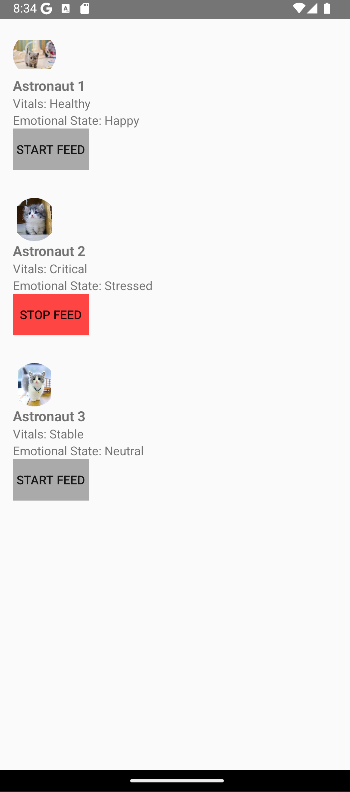 8:34 G A
Astronaut 1
Vitals: Healthy
Emotional State: Happy
START FEED
Astronaut 2
Vitals: Critical
Emotional State: Stressed
STOP FEED
Astronaut 3
Vitals: Stable
Emotional State: Neutral
START FEED